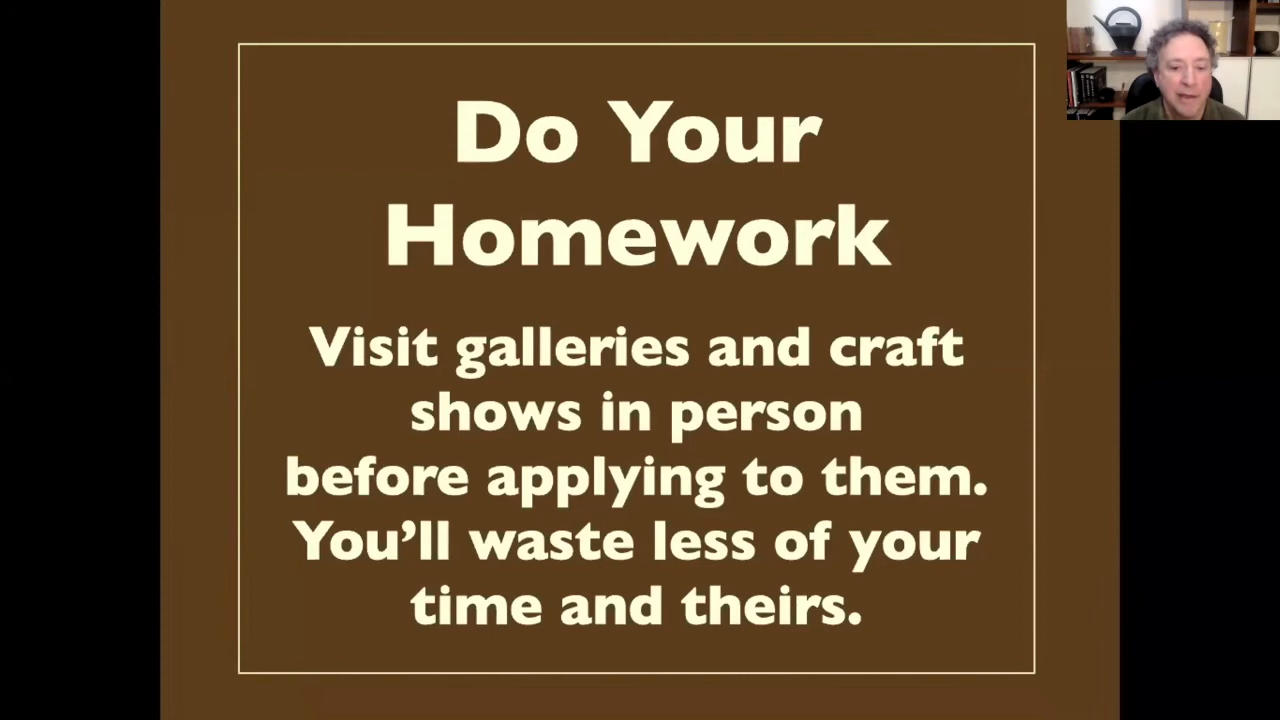 Do Your
Homework
Visit galleries and craft
shows in person
before applying to them.
You’ll waste less of your
time and theirs.